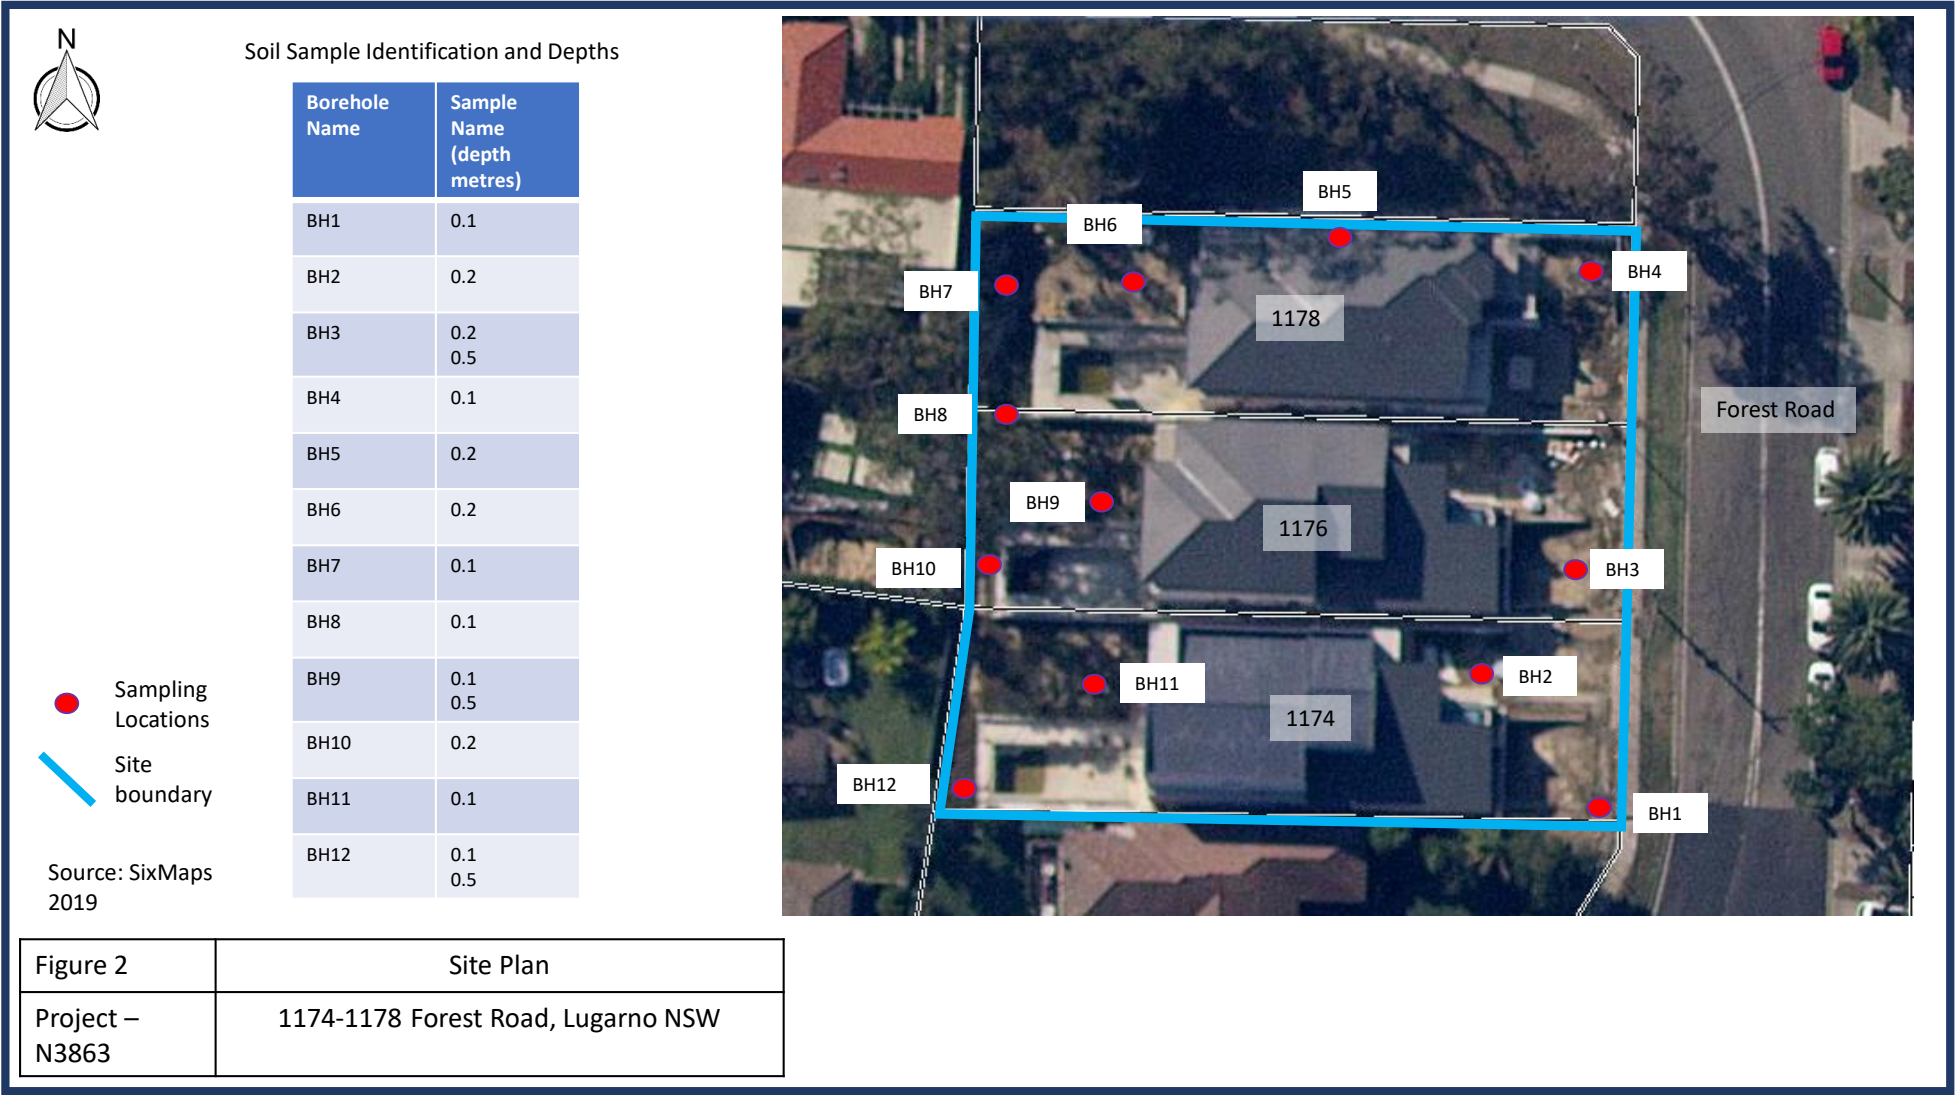 N
Soil Sample Identification and Depths
Borehole Name
Sample Name (depth metres)
BH1 0.1
BH2 0.2
BH3 0.2
0.5
BH4 0.1
BH5 0.2
BH6 0.2
BH7 0.1
BH8 0.1
BH9 0.1
0.5
BH10 0.2
BH11 0.1
BH12 0.1
0.5
Sampling
Locations
Site
boundary
Source: SixMaps
2019
BH5
BH6
BH4
BH7
1178
BH8
Forest Road
BH9
1176
BH10
BH3
BH2
BH11
1174
BH12
BH1
Figure 2
Site Plan
Project –
N3863
1174-1178 Forest Road, Lugarno NSW